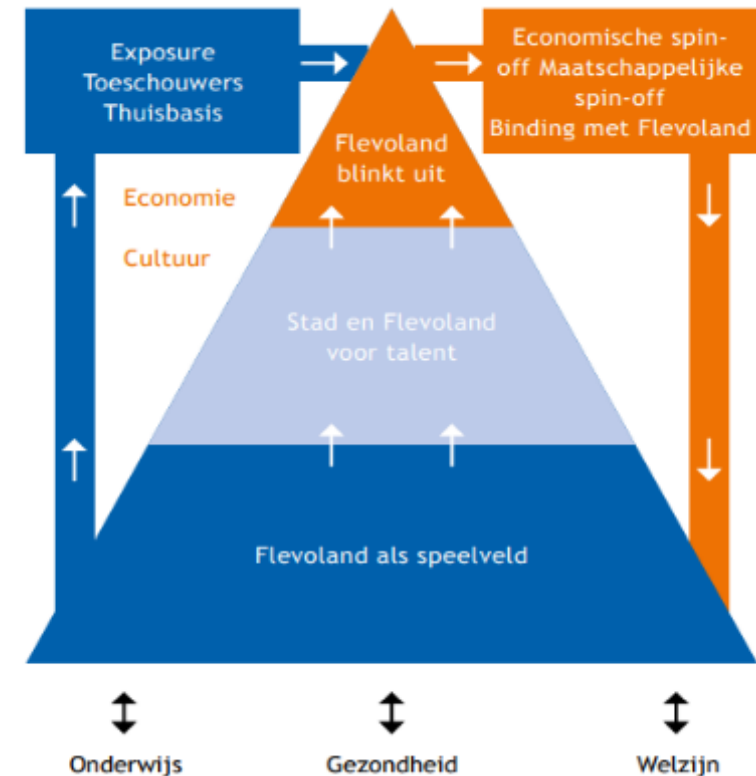 Exposure
Toeschouwers
Thuisbasis
Economische spin-
off Maatschappelijke
spin-off
Binding met Flevoland
Flevoland
blinkt uit
Economie
Cultuur
Stad en Flevoland
voor talent
Flevoland als speelveld
Onderwijs
Gezondheid
Welzijn